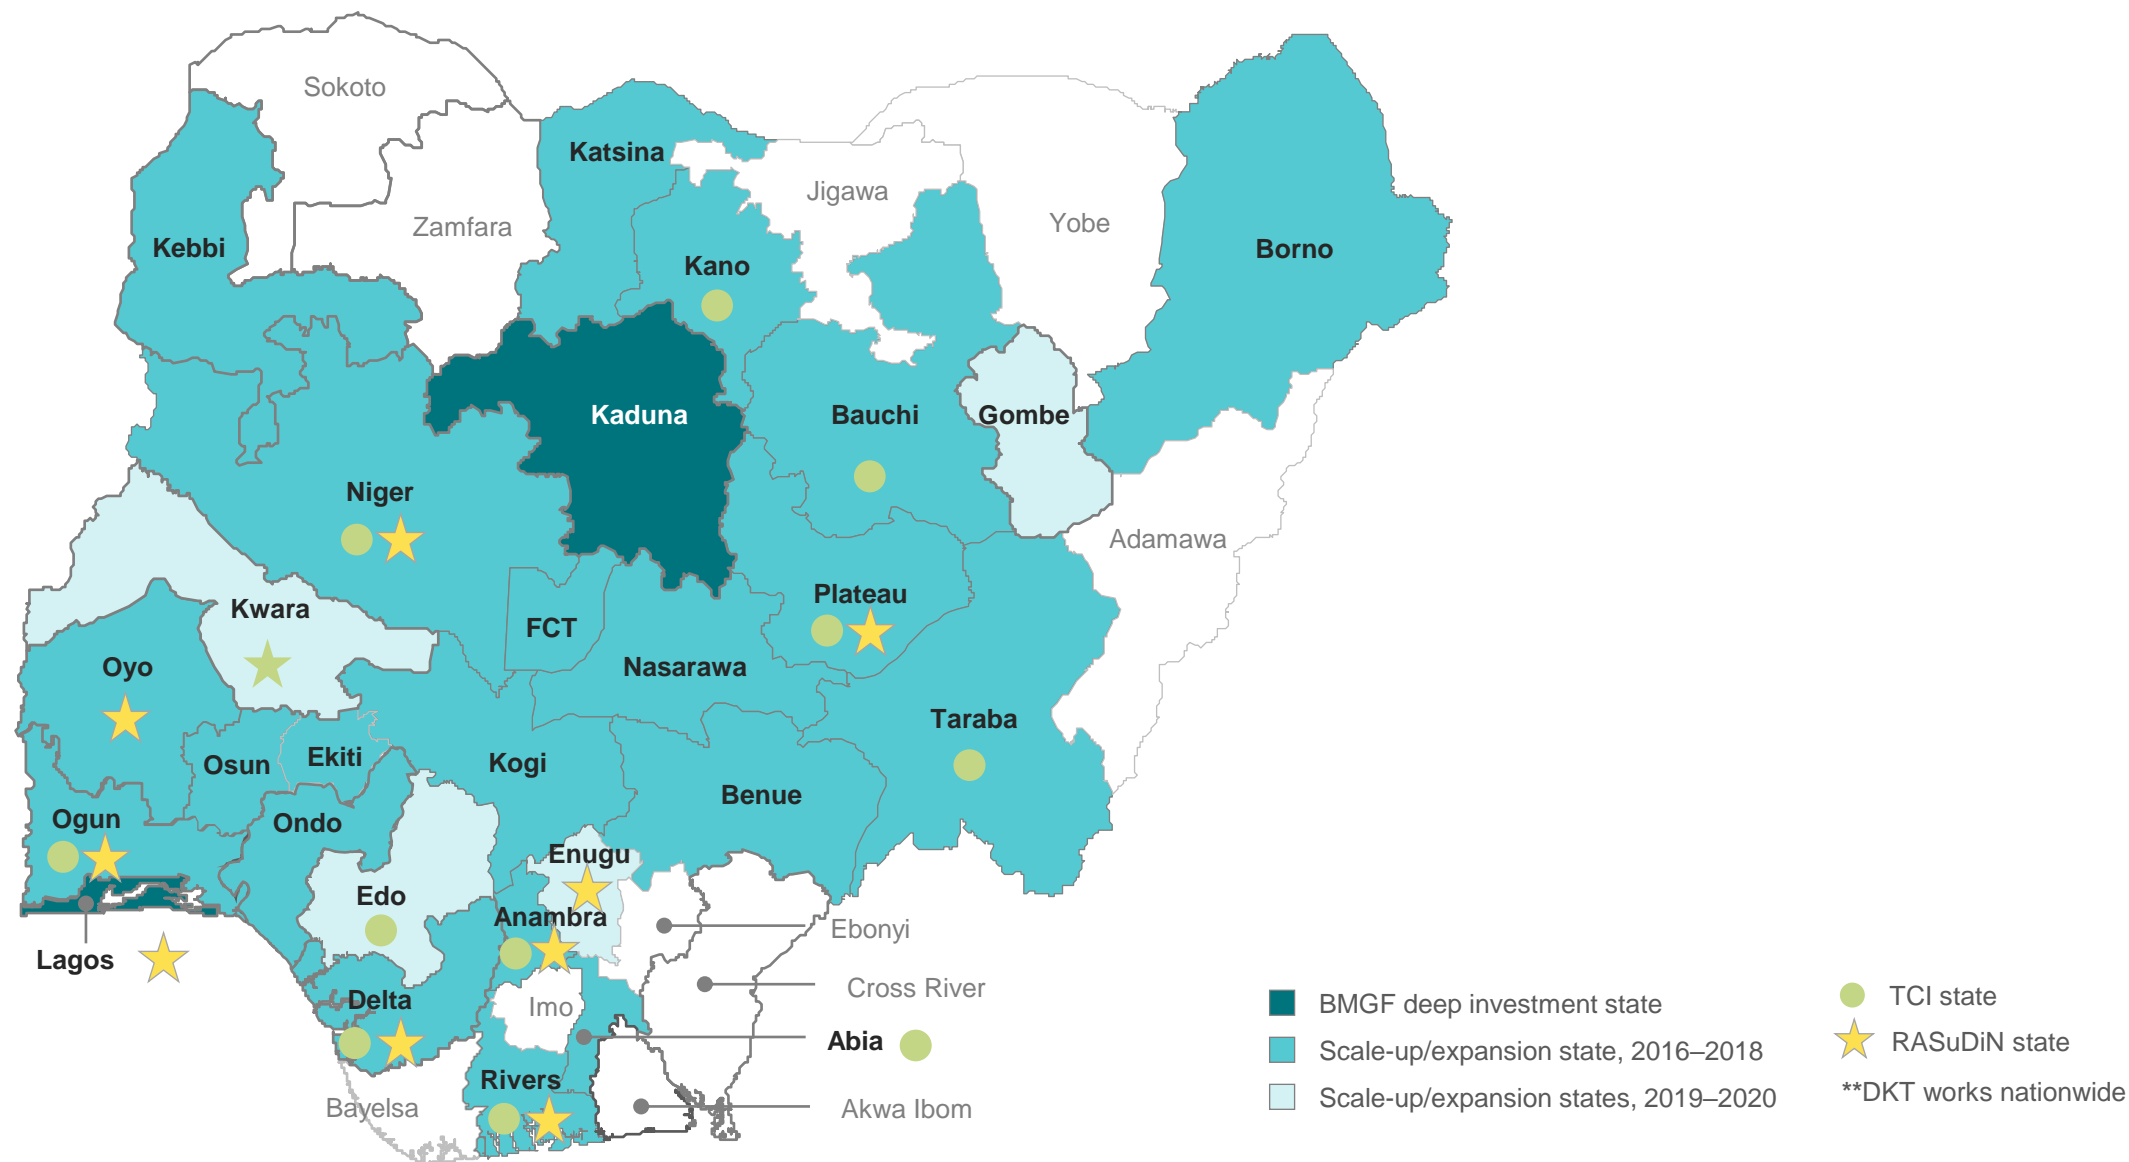 Sokoto
Katsina
Jigawa
Zamfara
Yobe
Kebbi
Borno
Kano
Kaduna
Bauchi
Gombe
Niger
Adamawa
Plateau
Kwara
FCT
Oyo
Nasarawa
Taraba
Ekiti
Osun
Kogi
Benue
Ogun
Ondo
Enugu
Edo
Anambra
Ebonyi
Lagos
Cross River
Delta
Imo
Abia
Rivers
Bayelsa
Akwa Ibom
BMGF deep investment state
Scale-up/expansion state, 2016–2018
Scale-up/expansion states, 2019–2020
TCI state
RASuDiN state
**DKT works nationwide